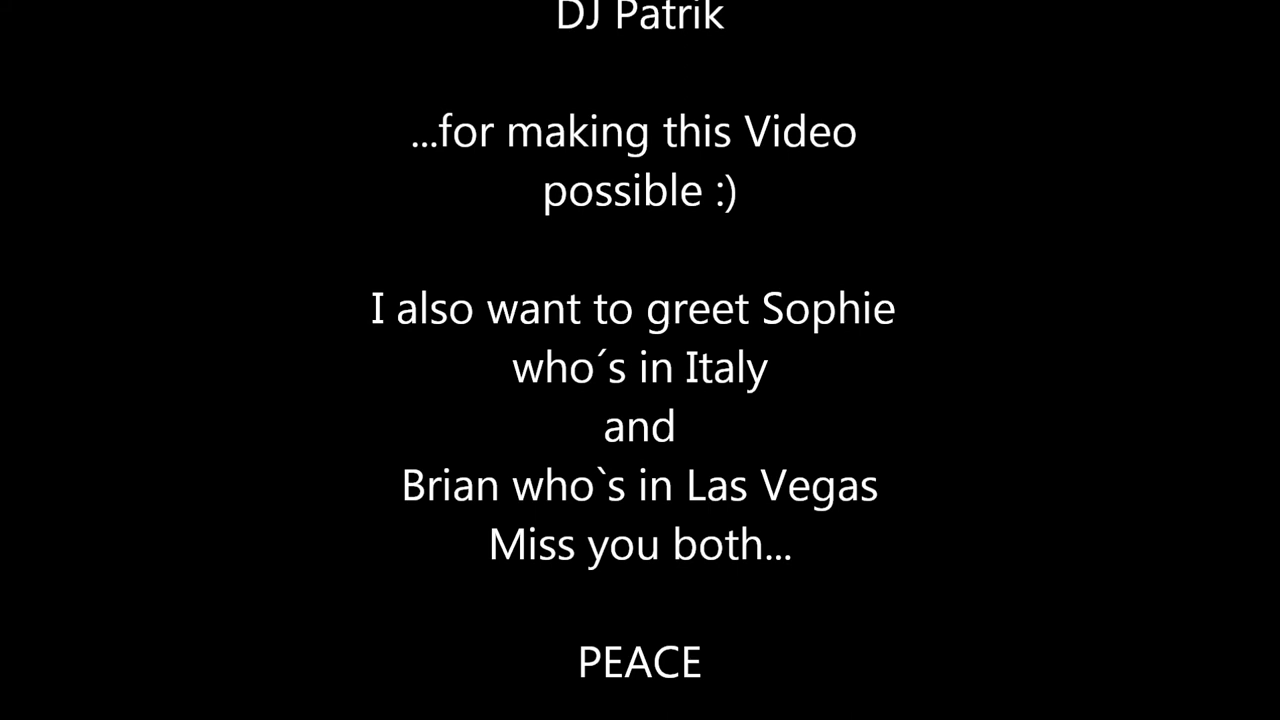 DJ Patrik
...for making this Video
possible :)
I also want to greet Sophie
who´s in Italy
and
Brian who`s in Las Vegas
Miss you both...
PEACE